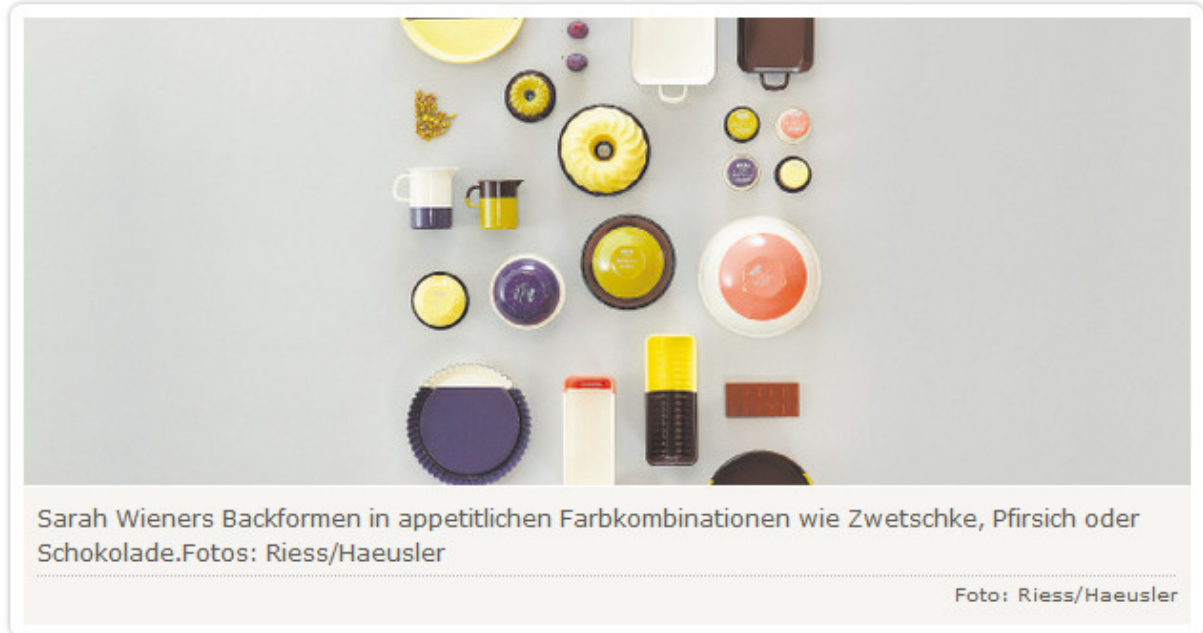 Sarah Wieners Backformen in appetitlichen Farbkombinationen wie Zwetschke, Pfirsich oder
Schokolade.Fotos: Riess/Haeusler
Foto: Riess/Haeusler